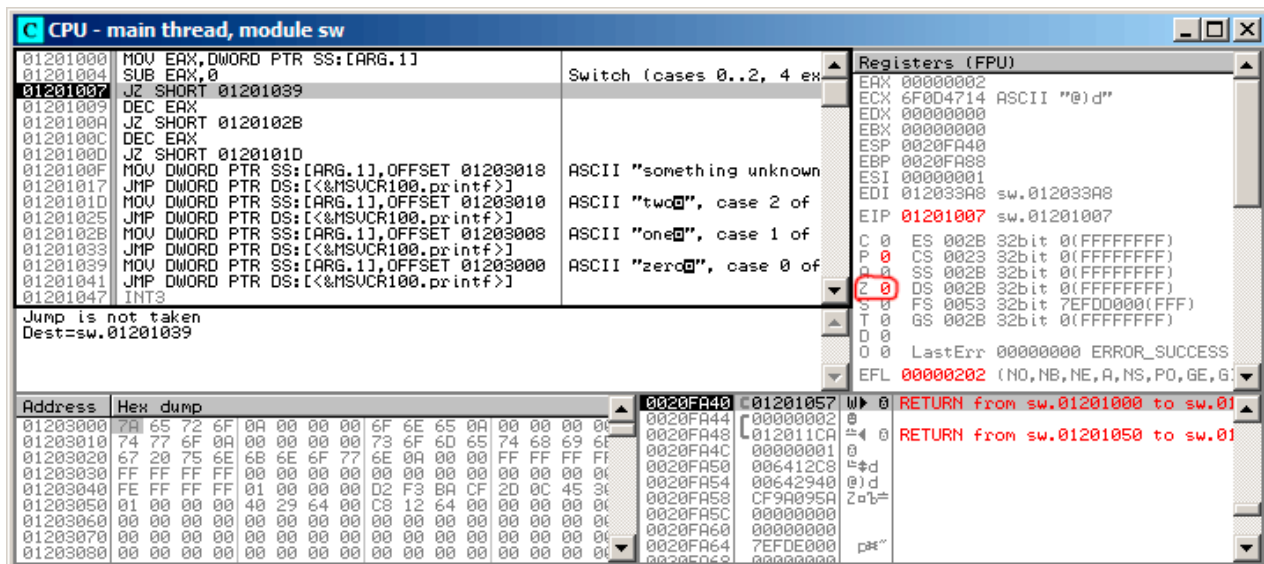 CPU - main thread, module sw
01201000 MOV EAX,DWORD PTR SS:[ARG.1]
01201004 SUB EAX,0 Switch (cases 0..2, 4 ex
01201007 JZ SHORT 01201039
01201009 DEC EAX
0120100A JZ SHORT 0120102B
0120100C DEC EAX
0120100D JZ SHORT 0120101D
0120100F MOV DWORD PTR SS:[ARG.1],OFFSET 01203018 ASCII "something unknown
01201017 JMP DWORD PTR DS:[<&MSVCR100.printf>]
0120101D MOV DWORD PTR SS:[ARG.1],OFFSET 01203010 ASCII "two◙", case 2 of
01201025 JMP DWORD PTR DS:[<&MSVCR100.printf>]
0120102B MOV DWORD PTR SS:[ARG.1],OFFSET 01203008 ASCII "one◙", case 1 of
01201033 JMP DWORD PTR DS:[<&MSVCR100.printf>]
01201039 MOV DWORD PTR SS:[ARG.1],OFFSET 01203000 ASCII "zero◙", case 0 of
01201041 JMP DWORD PTR DS:[<&MSVCR100.printf>]
01201047 INT3
Jump is not taken
Dest=sw.01201039
Registers (FPU)
EAX 00000002
ECX 6F0D4714 ASCII "@)d"
EDX 00000000
EBX 00000000
ESP 0020FA40
EBP 0020FA88
ESI 00000001
EDI 012033A8 sw.012033A8
EIP 01201007 sw.01201007
C 0 ES 002B 32bit 0(FFFFFFFF)
P 0 CS 0023 32bit 0(FFFFFFFF)
A 0 SS 002B 32bit 0(FFFFFFFF)
Z 0 DS 002B 32bit 0(FFFFFFFF)
S 0 FS 0053 32bit 7EFDD000(FFF)
T 0 GS 002B 32bit 0(FFFFFFFF)
D 0
O 0 LastErr 00000000 ERROR_SUCCESS
EFL 00000202 (NO,NB,NE,A,NS,PO,GE,G
Address Hex dump
01203000 7A 65 72 6F 0A 00 00 00 6F 6E 65 0A 00 00 00
01203010 74 77 6F 0A 00 00 00 00 73 6F 6D 65 74 68 69
01203020 67 20 75 6E 6B 6E 6F 77 6E 0A 00 00 FF FF FF
01203030 FF FF FF FF 00 00 00 00 00 00 00 00 00 00 00
01203040 FE FF FF FF 01 00 00 00 D2 F3 BA CF 2D 0C 45
01203050 01 00 00 00 40 29 64 00 C8 12 64 00 00 00 00
01203060 00 00 00 00 00 00 00 00 00 00 00 00 00 00 00
01203070 00 00 00 00 00 00 00 00 00 00 00 00 00 00 00
01203080 00 00 00 00 00 00 00 00 00 00 00 00 00 00 00
0020FA40 01201057 RETURN from sw.01201000 to sw.01
0020FA44 00000002
0020FA48 012011CA RETURN from sw.01201050 to sw.01
0020FA4C 00000001
0020FA50 006412C8
0020FA54 00642940 @)d
0020FA58 CF9A095A
0020FA5C 00000000
0020FA60 00000000
0020FA64 7EFDE000